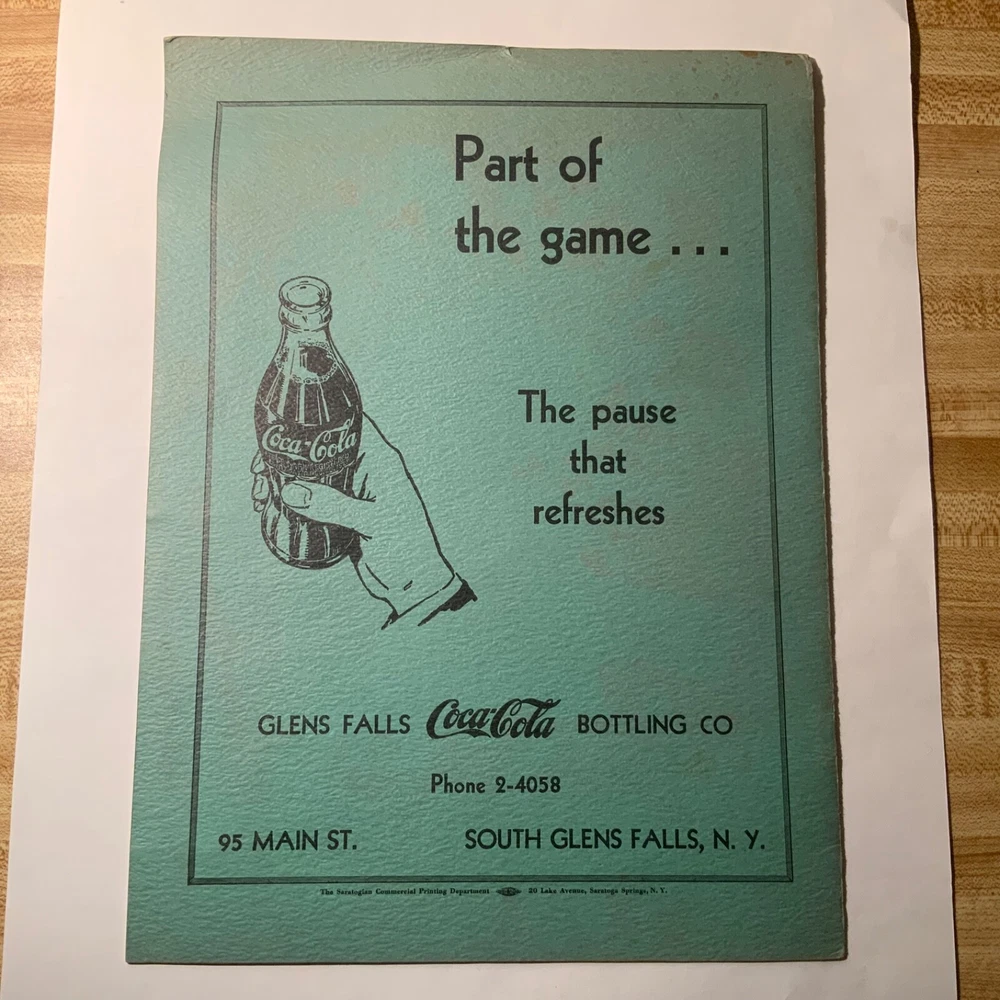 Part of
the game ...
Coca-Cola
The pause
that
refreshes
GLENS FALLS Coca-Cola BOTTLING CO
Phone 2-4058
95 MAIN ST. SOUTH GLENS FALLS, N. Y.
The Saratogian Commercial Printing Department 20 Lake Avenue, Saratoga Springs, N. Y.